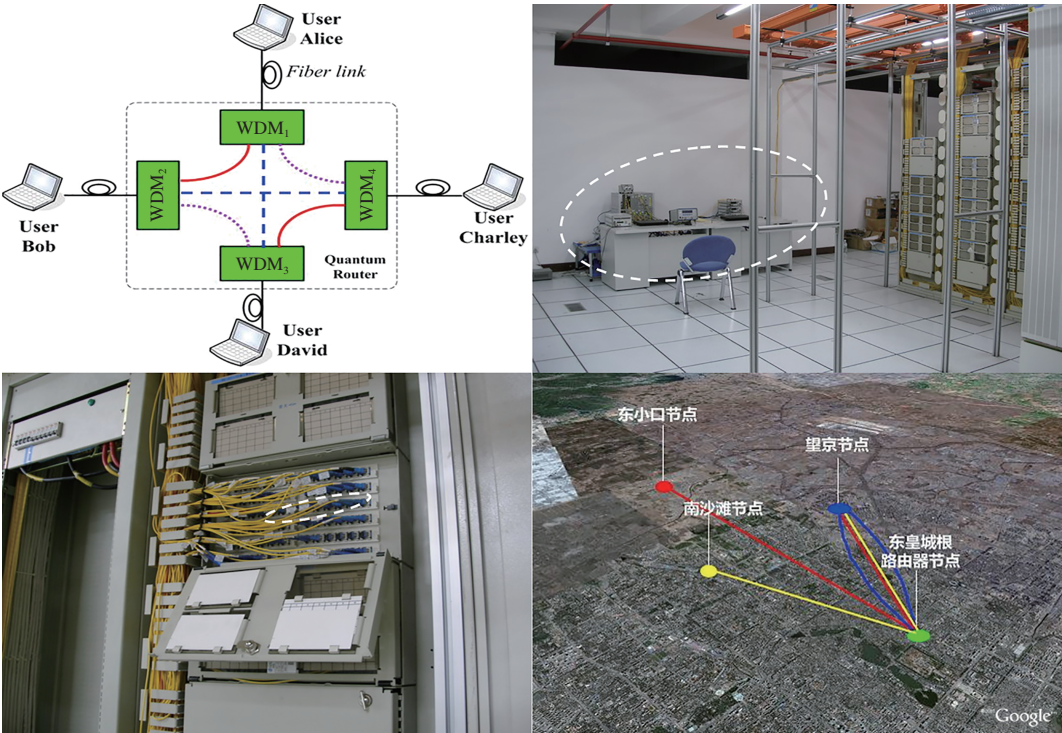 User
Alice
Fiber link
WDM1
WDM2
WDM4
WDM3
User
Bob
User
Charley
Quantum
Router
User
David
东小口节点
望京节点
南沙滩节点
东皇城根
路由器节点
Google